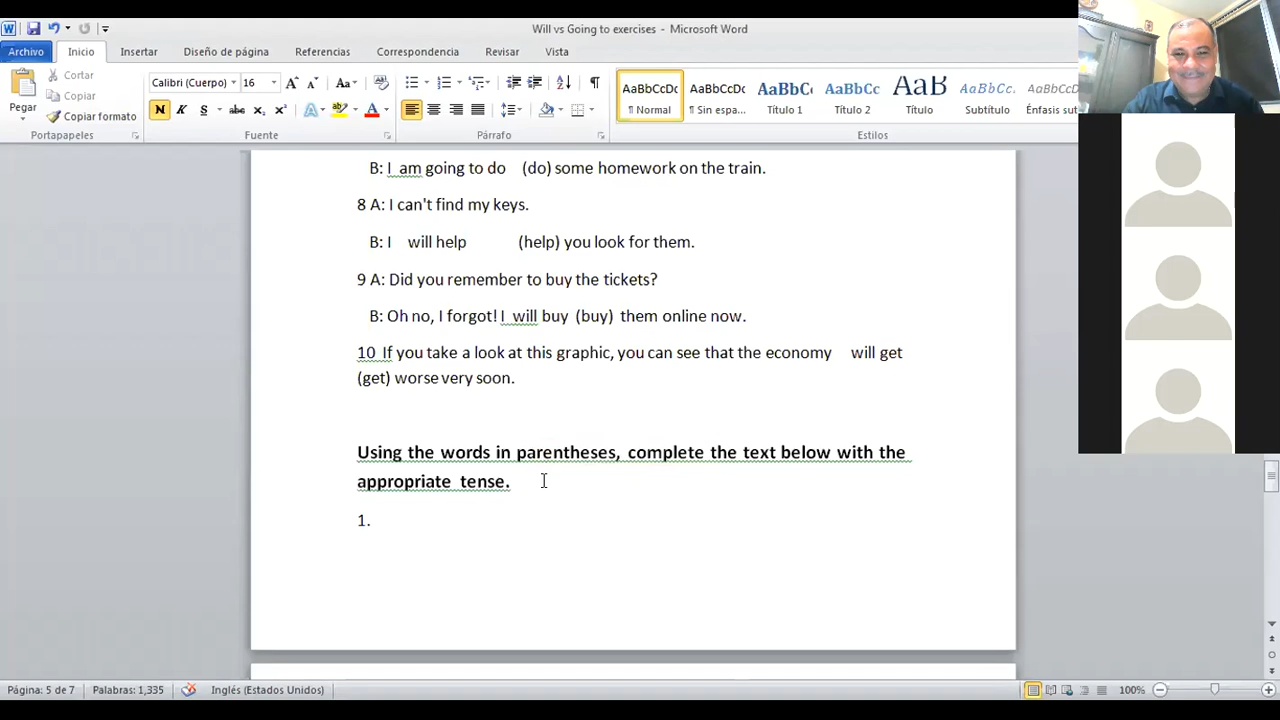 Will vs Going to exercises - Microsoft Word
Archivo Inicio Insertar Diseño de página Referencias Correspondencia Revisar Vista
Pegar
Cortar
Copiar
Copiar formato
Portapapeles
Calibri (Cuerpo) 16
N K S abc x₂ x²
Fuente
Párrafo
AaBbCcDc AaBbCcDc AaBbCc AaBbCc AaB AaBbCc. AaBbCcDc
¶ Normal ¶ Sin espa... Título 1 Título 2 Título Subtítulo Énfasis sut
Estilos
B: I am going to do (do) some homework on the train.
8 A: I can't find my keys.
B: I will help (help) you look for them.
9 A: Did you remember to buy the tickets?
B: Oh no, I forgot! I will buy (buy) them online now.
10 If you take a look at this graphic, you can see that the economy will get
(get) worse very soon.
Using the words in parentheses, complete the text below with the
appropriate tense.
1.
Página: 5 de 7 Palabras: 1,335 Inglés (Estados Unidos) 100%